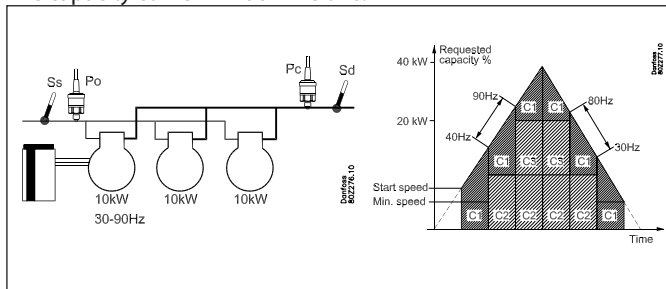 Ss
Po
Pc
Sd
10kW
10kW
10kW
30-90Hz
Danfoss
80Z276.10
40 kW
Requested
capacity %
20 kW
90Hz
40Hz
80Hz
30Hz
Start speed
Min. speed
C1
C1
C1
C3
C3
C1
C1
C2
C2
C2
C2
C1
Time
Danfoss
80Z277.10